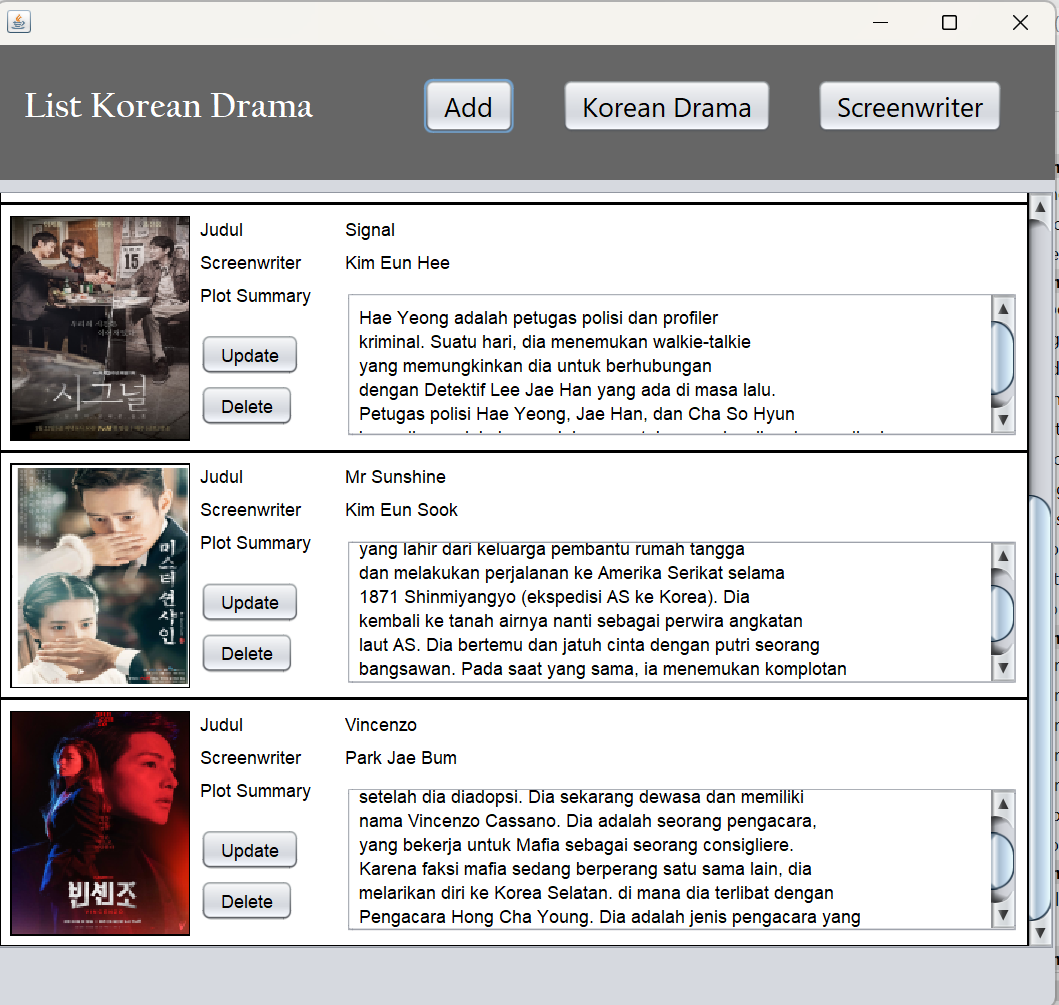 List Korean Drama
Add
Korean Drama
Screenwriter
15
시그널
Judul
Signal
Screenwriter
Kim Eun Hee
Plot Summary
Hae Yeong adalah petugas polisi dan profiler
kriminal. Suatu hari, dia menemukan walkie-talkie
yang memungkinkan dia untuk berhubungan
dengan Detektif Lee Jae Han yang ada di masa lalu.
Petugas polisi Hae Yeong, Jae Han, dan Cha So Hyun
Update
Delete
미스터 션샤인
Judul
Mr Sunshine
Screenwriter
Kim Eun Sook
Plot Summary
yang lahir dari keluarga pembantu rumah tangga
dan melakukan perjalanan ke Amerika Serikat selama
1871 Shinmiyangyo (ekspedisi AS ke Korea). Dia
kembali ke tanah airnya nanti sebagai perwira angkatan
laut AS. Dia bertemu dan jatuh cinta dengan putri seorang
bangsawan. Pada saat yang sama, ia menemukan komplotan
Update
Delete
빈센조
Judul
Vincenzo
Screenwriter
Park Jae Bum
Plot Summary
setelah dia diadopsi. Dia sekarang dewasa dan memiliki
nama Vincenzo Cassano. Dia adalah seorang pengacara,
yang bekerja untuk Mafia sebagai seorang consigliere.
Karena faksi mafia sedang berperang satu sama lain, dia
melarikan diri ke Korea Selatan. di mana dia terlibat dengan
Pengacara Hong Cha Young. Dia adalah jenis pengacara yang
Update
Delete